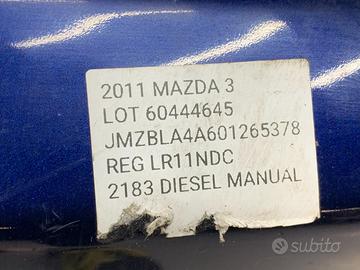 2011 MAZDA 3
LOT 60444645
JMZBLA4A601265378
REG LR11NDC
2183 DIESEL MANUAL
subito